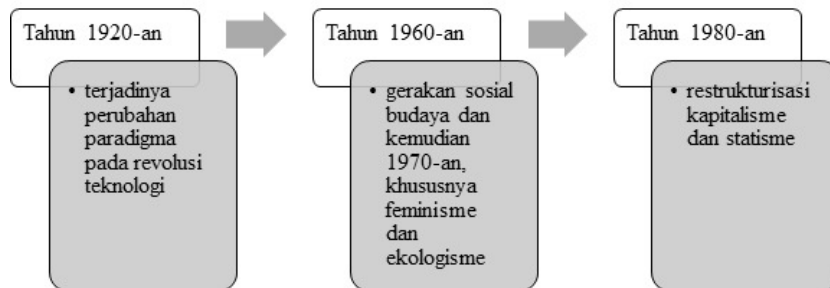 Tahun 1920-an
• terjadinya
perubahan
paradigma
pada revolusi
teknologi
Tahun 1960-an
• gerakan sosial
budaya dan
kemudian
1970-an,
khususnya
feminisme
dan
ekologisme
Tahun 1980-an
• restrukturisasi
kapitalisme
dan statisme